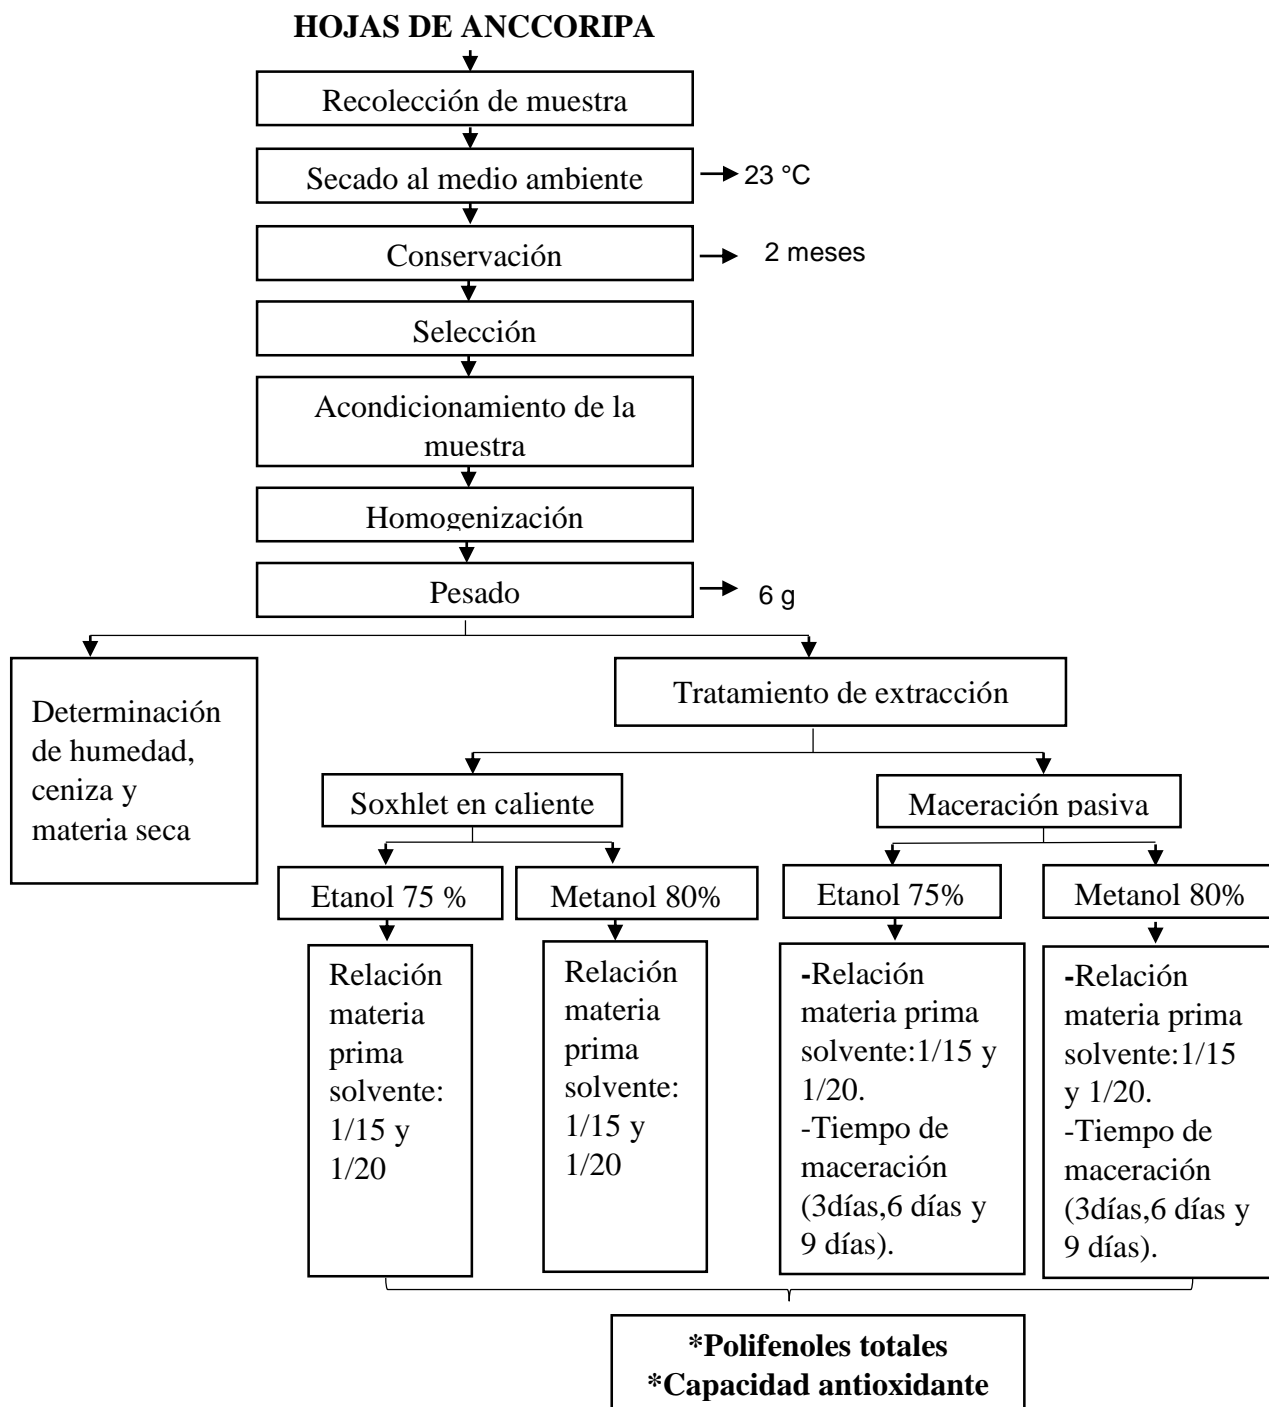 HOJAS DE ANCCORIPA
Recolección de muestra
Secado al medio ambiente
23 °C
Conservación
2 meses
Selección
Acondicionamiento de la
muestra
Homogenización
Pesado
6 g
Determinación
de humedad,
ceniza y
materia seca
Tratamiento de extracción
Soxhlet en caliente
Maceración pasiva
Etanol 75 %
Metanol 80%
Etanol 75%
Metanol 80%
Relación
materia
prima
solvente:
1/15 y
1/20
Relación
materia
prima
solvente:
1/15 y
1/20
-Relación
materia prima
solvente:1/15 y
1/20.
-Tiempo de
maceración
(3días,6 días y
9 días).
-Relación
materia prima
solvente:1/15
y 1/20.
-Tiempo de
maceración
(3días,6 días y
9 días).
*Polifenoles totales
*Capacidad antioxidante